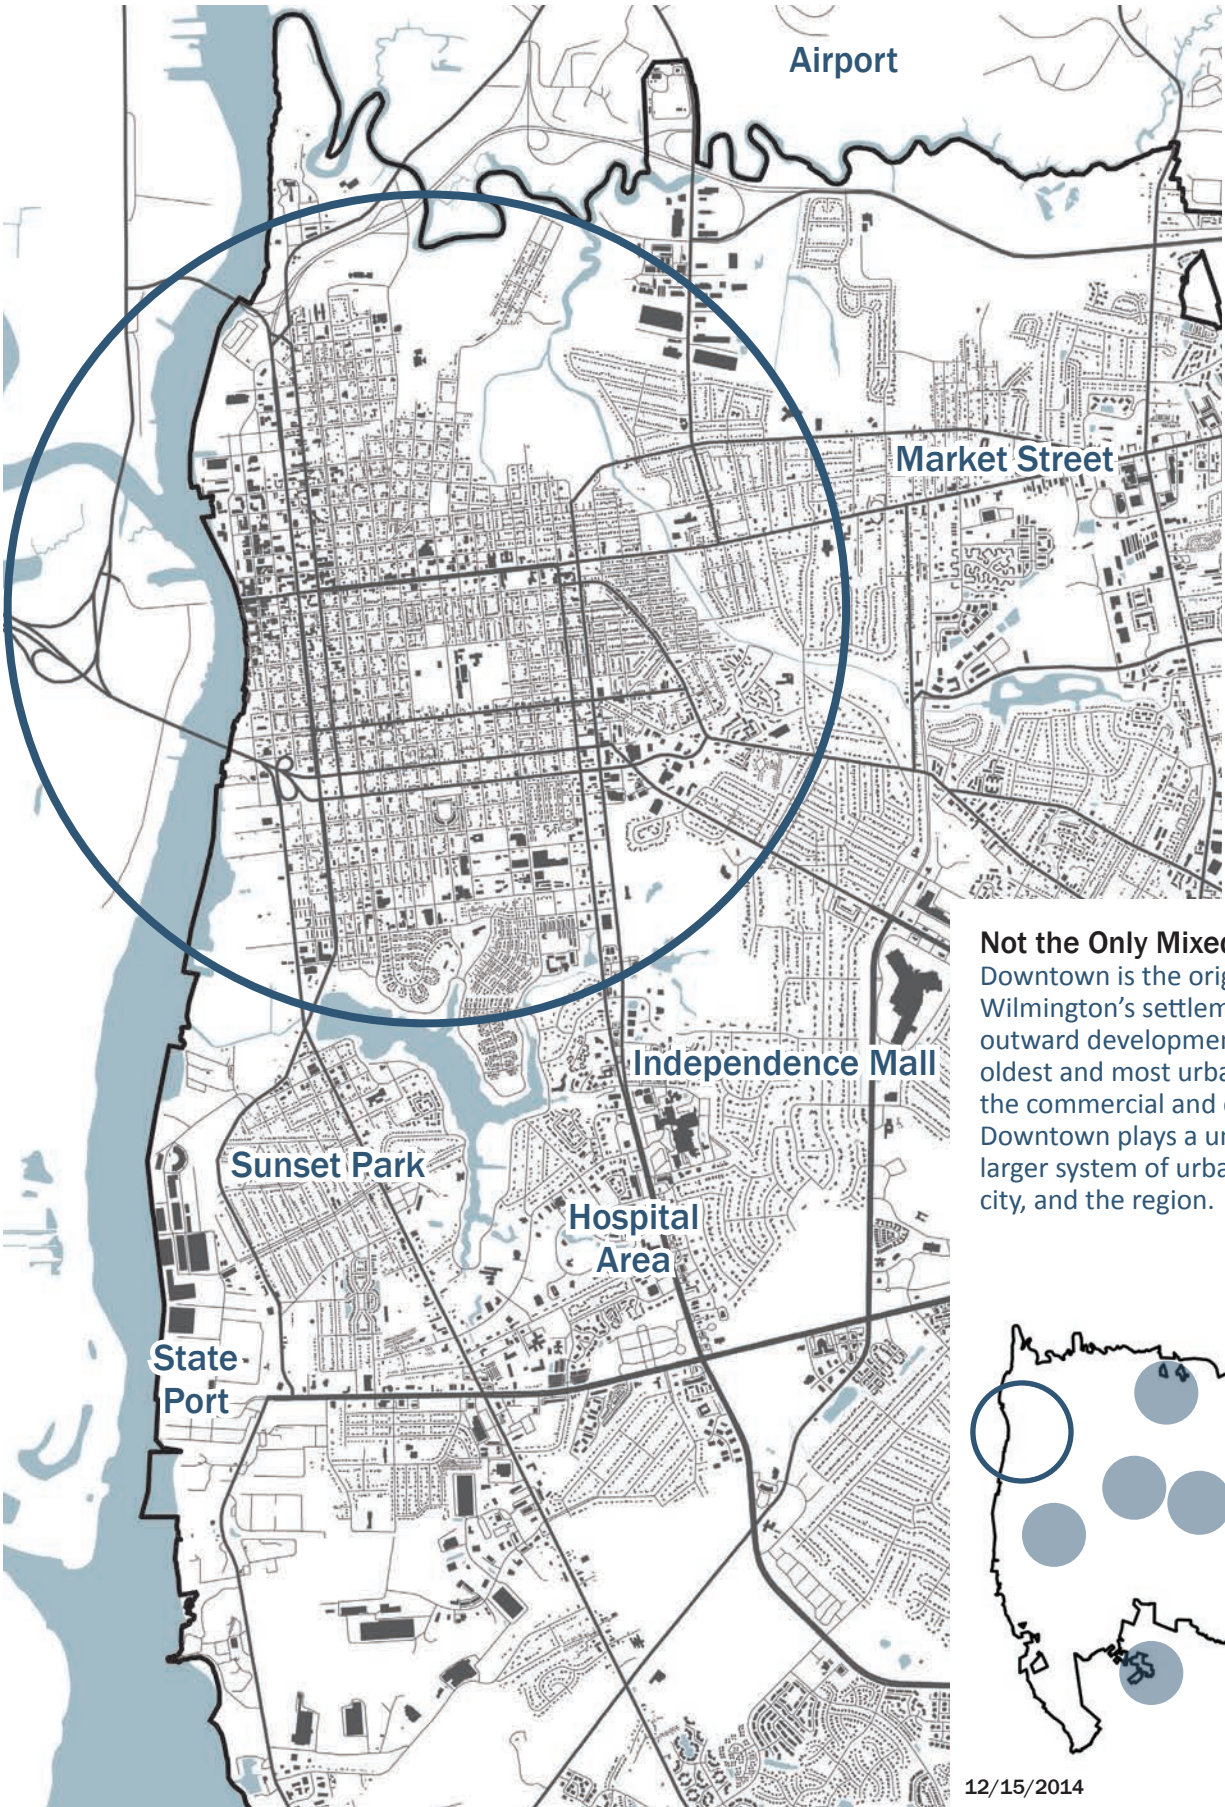 Airport
Market Street
Not the Only Mixed
Downtown is the orig
Wilmington's settlem
outward developmen
oldest and most urba
the commercial and
Downtown plays a un
larger system of urba
city, and the region.
Independence Mall
Sunset Park
Hospital
Area
State
Port
12/15/2014